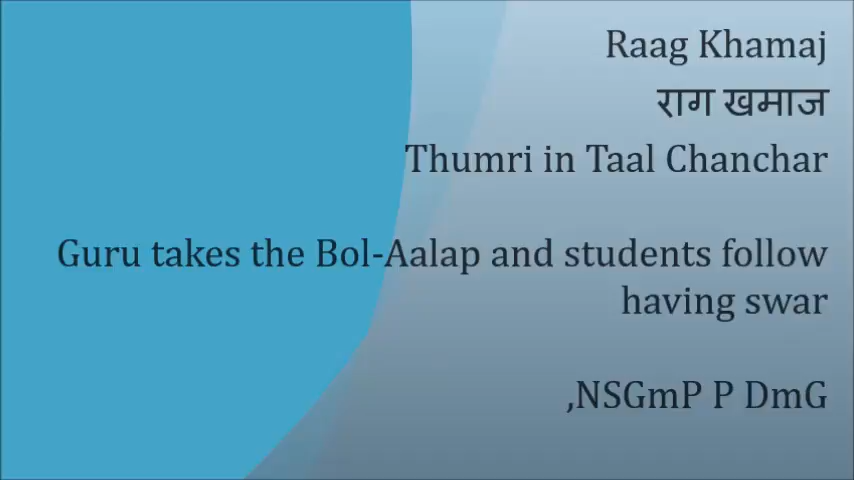 Raag Khamaj
राग खमाज
Thumri in Taal Chanchar
Guru takes the Bol-Aalap and students follow
having swar
,NSGmP P DmG